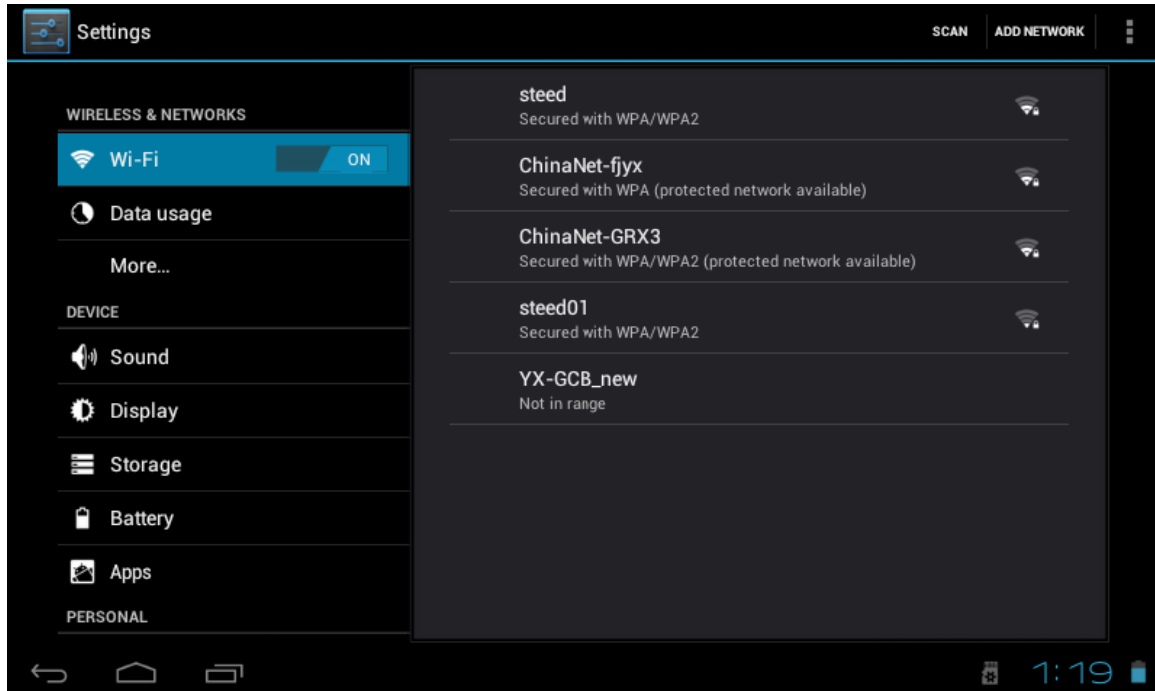 Settings
SCAN
ADD NETWORK
WIRELESS & NETWORKS
Wi-Fi
ON
Data usage
More...
DEVICE
Sound
Display
Storage
Battery
Apps
PERSONAL
steed
Secured with WPA/WPA2
ChinaNet-fjyx
Secured with WPA (protected network available)
ChinaNet-GRX3
Secured with WPA/WPA2 (protected network available)
steed01
Secured with WPA/WPA2
YX-GCB_new
Not in range
1:19